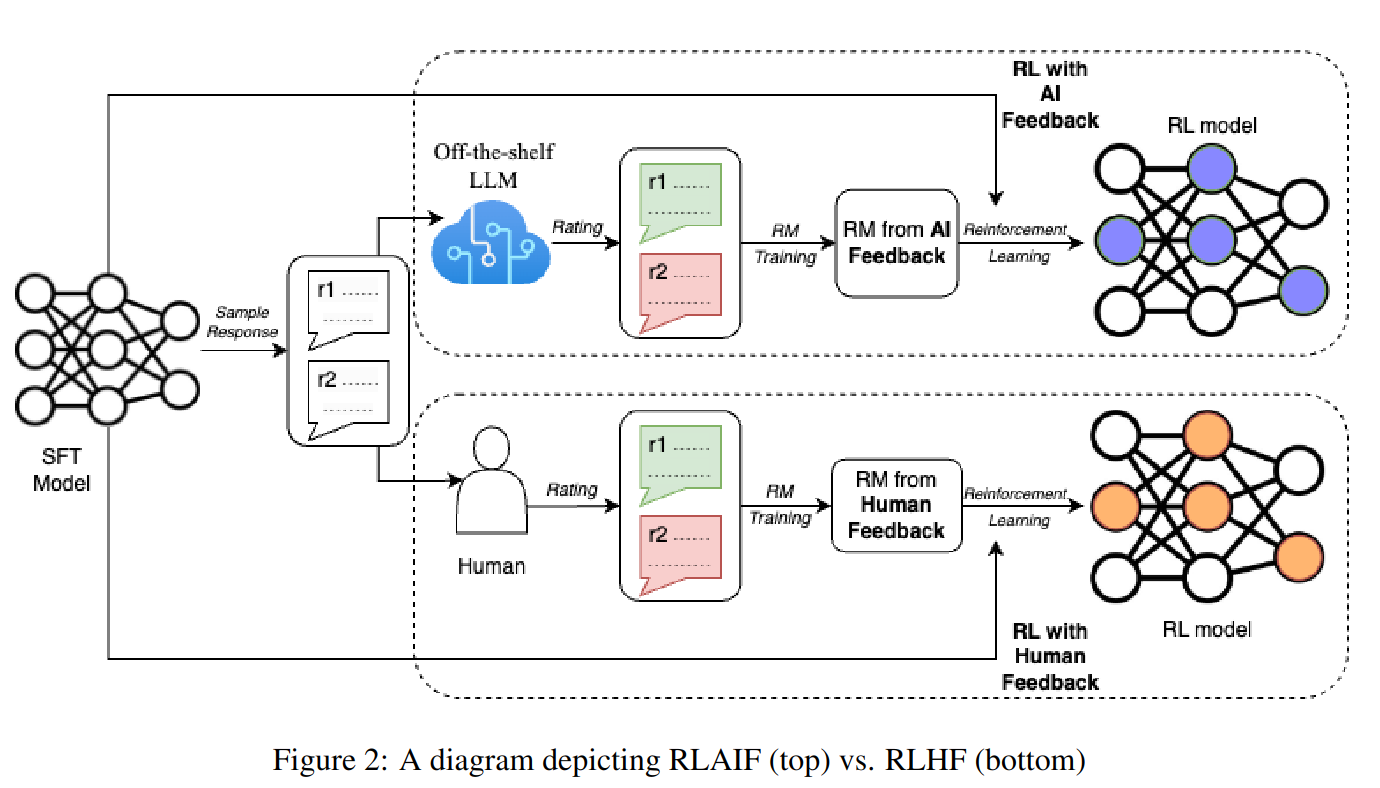 SFT
Model
Sample
Response
r1 ......
............
r2 ......
............
Off-the-shelf
LLM
Rating
r1 .......
..............
r2 .......
..............
RM
Training
RM from AI
Feedback
RL with
AI
Feedback
Reinforcement
Learning
RL model
Human
Rating
r1 .......
..............
r2 .......
..............
RM
Training
RM from
Human
Feedback
Reinforcement
Learning
RL with
Human
Feedback
RL model
Figure 2: A diagram depicting RLAIF (top) vs. RLHF (bottom)